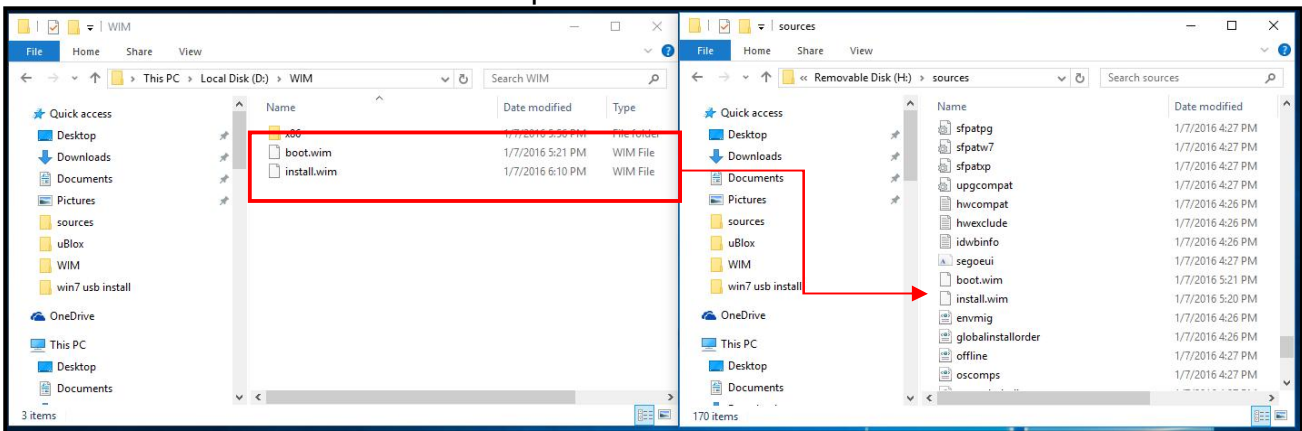 WIM
File Home Share View
This PC › Local Disk (D:) › WIM
Search WIM
Quick access
Desktop
Downloads
Documents
Pictures
sources
uBlox
WIM
win7 usb install
OneDrive
This PC
Desktop
Documents
Name Date modified Type
x86 1/7/2016 5:56 PM File folder
boot.wim 1/7/2016 5:21 PM WIM File
install.wim 1/7/2016 6:10 PM WIM File
3 items
sources
File Home Share View
« Removable Disk (H:) › sources
Search sources
Quick access
Desktop
Downloads
Documents
Pictures
sources
uBlox
WIM
win7 usb install
OneDrive
This PC
Desktop
Documents
Name Date modified
sfpatpg 1/7/2016 4:27 PM
sfpatw7 1/7/2016 4:27 PM
sfpatxp 1/7/2016 4:27 PM
upgcompat 1/7/2016 4:27 PM
hwcompat 1/7/2016 4:26 PM
hwexclude 1/7/2016 4:26 PM
idwbinfo 1/7/2016 4:26 PM
segoeui 1/7/2016 4:27 PM
boot.wim 1/7/2016 5:21 PM
install.wim 1/7/2016 5:20 PM
envmig 1/7/2016 4:26 PM
globalinstallorder 1/7/2016 4:26 PM
offline 1/7/2016 4:27 PM
oscomps 1/7/2016 4:27 PM
170 items